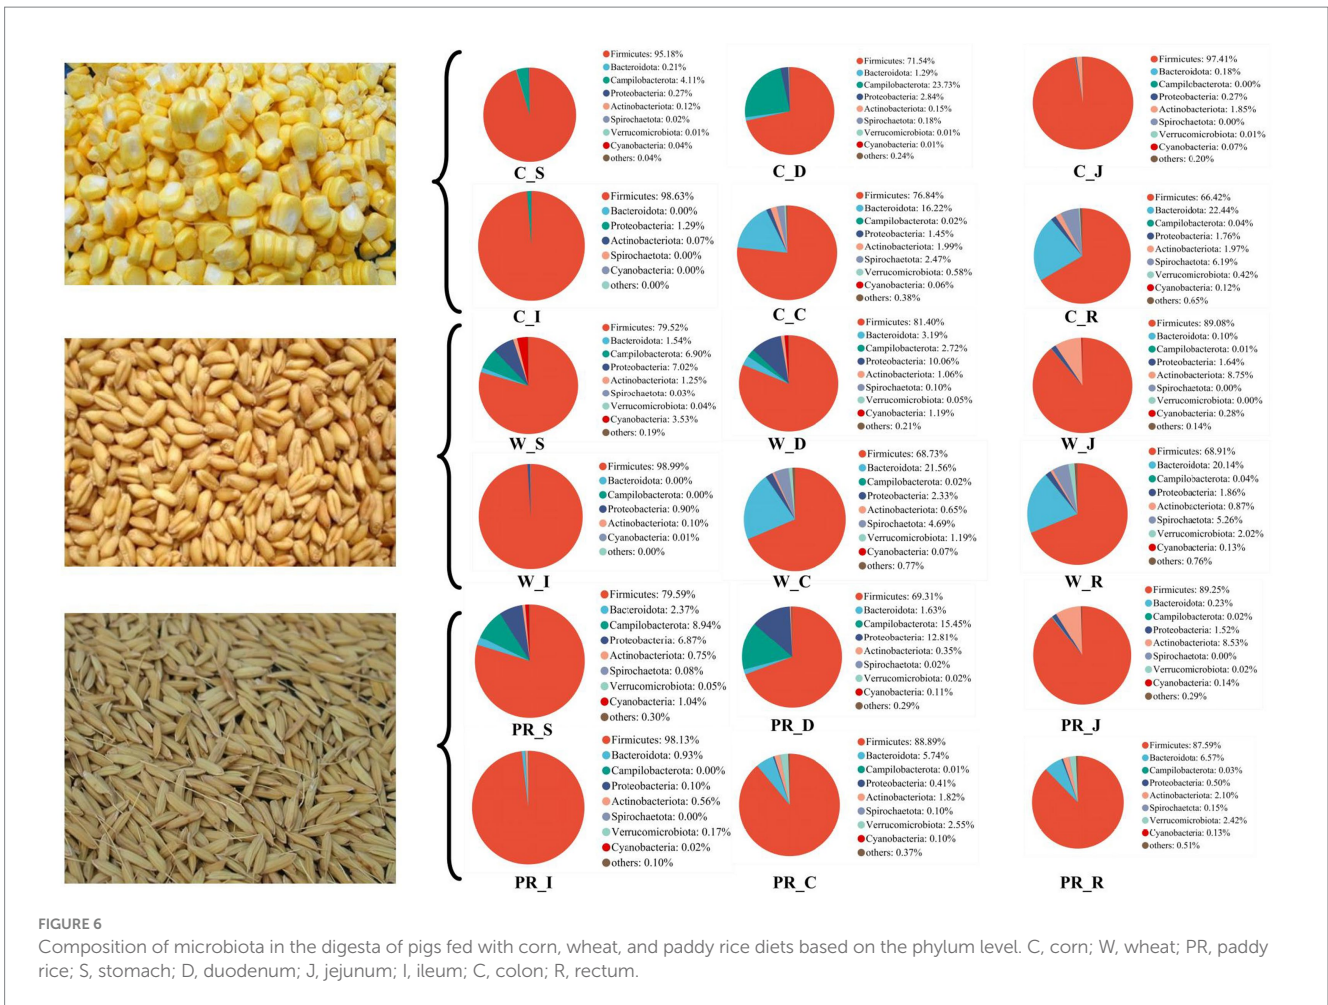 Firmicutes: 95.18%
Bacteroidota: 0.21%
Campilobacterota: 4.11%
Proteobacteria: 0.27%
Actinobacteriota: 0.12%
Spirochaetota: 0.02%
Verrucomicrobiota: 0.01%
Cyanobacteria: 0.04%
others: 0.04%
C_S
Firmicutes: 71.54%
Bacteroidota: 1.29%
Campilobacterota: 23.73%
Proteobacteria: 2.84%
Actinobacteriota: 0.15%
Spirochaetota: 0.18%
Verrucomicrobiota: 0.01%
Cyanobacteria: 0.01%
others: 0.24%
C_D
Firmicutes: 97.41%
Bacteroidota: 0.18%
Campilobacterota: 0.00%
Proteobacteria: 0.27%
Actinobacteriota: 1.85%
Spirochaetota: 0.00%
Verrucomicrobiota: 0.01%
Cyanobacteria: 0.07%
others: 0.20%
C_J
Firmicutes: 98.63%
Bacteroidota: 0.00%
Proteobacteria: 1.29%
Actinobacteriota: 0.07%
Spirochaetota: 0.00%
Cyanobacteria: 0.00%
others: 0.00%
C_I
Firmicutes: 76.84%
Bacteroidota: 16.22%
Campilobacterota: 0.02%
Proteobacteria: 1.45%
Actinobacteriota: 1.99%
Spirochaetota: 2.47%
Verrucomicrobiota: 0.58%
Cyanobacteria: 0.06%
others: 0.38%
C_C
Firmicutes: 66.42%
Bacteroidota: 22.44%
Campilobacterota: 0.04%
Proteobacteria: 1.76%
Actinobacteriota: 1.97%
Spirochaetota: 6.19%
Verrucomicrobiota: 0.42%
Cyanobacteria: 0.12%
others: 0.65%
C_R
Firmicutes: 79.52%
Bacteroidota: 1.54%
Campilobacterota: 6.90%
Proteobacteria: 7.02%
Actinobacteriota: 1.25%
Spirochaetota: 0.03%
Verrucomicrobiota: 0.04%
Cyanobacteria: 3.53%
others: 0.19%
W_S
Firmicutes: 81.40%
Bacteroidota: 3.19%
Campilobacterota: 2.72%
Proteobacteria: 10.06%
Actinobacteriota: 1.06%
Spirochaetota: 0.10%
Verrucomicrobiota: 0.05%
Cyanobacteria: 1.19%
others: 0.21%
W_D
Firmicutes: 89.08%
Bacteroidota: 0.10%
Campilobacterota: 0.01%
Proteobacteria: 1.64%
Actinobacteriota: 8.75%
Spirochaetota: 0.00%
Verrucomicrobiota: 0.00%
Cyanobacteria: 0.28%
others: 0.14%
W_J
Firmicutes: 98.99%
Bacteroidota: 0.00%
Campilobacterota: 0.00%
Proteobacteria: 0.90%
Actinobacteriota: 0.10%
Cyanobacteria: 0.01%
others: 0.00%
W_I
Firmicutes: 68.73%
Bacteroidota: 21.56%
Campilobacterota: 0.02%
Proteobacteria: 2.33%
Actinobacteriota: 0.65%
Spirochaetota: 4.69%
Verrucomicrobiota: 1.19%
Cyanobacteria: 0.07%
others: 0.77%
W_C
Firmicutes: 68.91%
Bacteroidota: 20.14%
Campilobacterota: 0.04%
Proteobacteria: 1.86%
Actinobacteriota: 0.87%
Spirochaetota: 5.26%
Verrucomicrobiota: 2.02%
Cyanobacteria: 0.13%
others: 0.76%
W_R
Firmicutes: 79.59%
Bacteroidota: 2.37%
Campilobacterota: 8.94%
Proteobacteria: 6.87%
Actinobacteriota: 0.75%
Spirochaetota: 0.08%
Verrucomicrobiota: 0.05%
Cyanobacteria: 1.04%
others: 0.30%
PR_S
Firmicutes: 69.31%
Bacteroidota: 1.63%
Campilobacterota: 15.45%
Proteobacteria: 12.81%
Actinobacteriota: 0.35%
Spirochaetota: 0.02%
Verrucomicrobiota: 0.02%
Cyanobacteria: 0.11%
others: 0.29%
PR_D
Firmicutes: 89.25%
Bacteroidota: 0.23%
Campilobacterota: 0.02%
Proteobacteria: 1.52%
Actinobacteriota: 8.53%
Spirochaetota: 0.00%
Verrucomicrobiota: 0.02%
Cyanobacteria: 0.14%
others: 0.29%
PR_J
Firmicutes: 98.13%
Bacteroidota: 0.93%
Campilobacterota: 0.00%
Proteobacteria: 0.10%
Actinobacteriota: 0.56%
Spirochaetota: 0.00%
Verrucomicrobiota: 0.17%
Cyanobacteria: 0.02%
others: 0.10%
PR_I
Firmicutes: 88.89%
Bacteroidota: 5.74%
Campilobacterota: 0.01%
Proteobacteria: 0.41%
Actinobacteriota: 1.82%
Spirochaetota: 0.10%
Verrucomicrobiota: 2.55%
Cyanobacteria: 0.10%
others: 0.37%
PR_C
Firmicutes: 87.59%
Bacteroidota: 6.57%
Campilobacterota: 0.03%
Proteobacteria: 0.50%
Actinobacteriota: 2.10%
Spirochaetota: 0.15%
Verrucomicrobiota: 2.42%
Cyanobacteria: 0.13%
others: 0.51%
PR_R
FIGURE 6
Composition of microbiota in the digesta of pigs fed with corn, wheat, and paddy rice diets based on the phylum level. C, corn; W, wheat; PR, paddy
rice; S, stomach; D, duodenum; J, jejunum; I, ileum; C, colon; R, rectum.